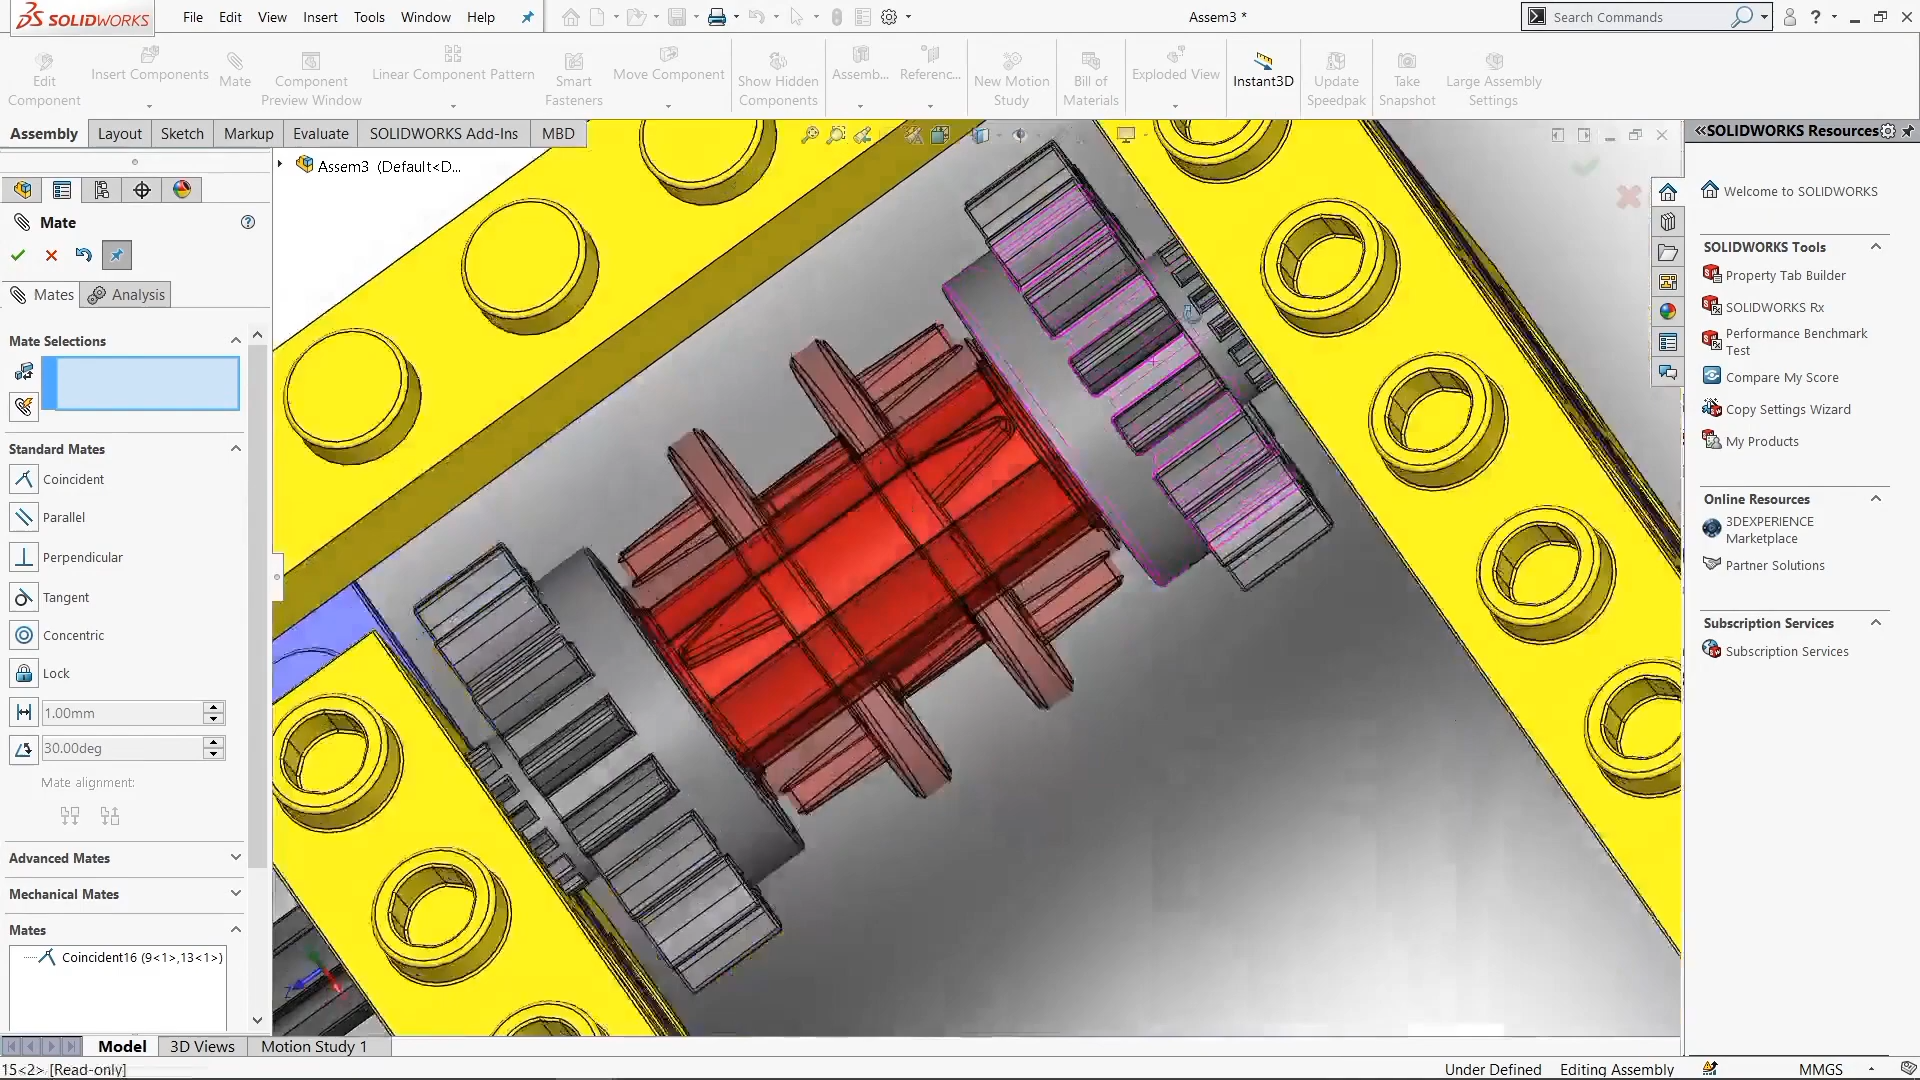 SOLIDWORKS
File Edit View Insert Tools Window Help
Assem3 *
Search Commands
Edit Component
Insert Components
Mate
Component Preview Window
Linear Component Pattern
Smart Fasteners
Move Component
Show Hidden Components
Assemb...
Referenc...
New Motion Study
Bill of Materials
Exploded View
Instant3D
Update Speedpak
Take Snapshot
Large Assembly Settings
Assembly Layout Sketch Markup Evaluate SOLIDWORKS Add-Ins MBD
Assem3 (Default<D...
Mate
Mates Analysis
Mate Selections
Standard Mates
Coincident
Parallel
Perpendicular
Tangent
Concentric
Lock
1.00mm
30.00deg
Mate alignment:
Advanced Mates
Mechanical Mates
Mates
Coincident16 (9<1>,13<1>)
Z
SOLIDWORKS Resources
Welcome to SOLIDWORKS
SOLIDWORKS Tools
Property Tab Builder
SOLIDWORKS Rx
Performance Benchmark
Test
Compare My Score
Copy Settings Wizard
My Products
Online Resources
3DEXPERIENCE
Marketplace
Partner Solutions
Subscription Services
Subscription Services
Model 3D Views Motion Study 1
15<2> [Read-only]
Under Defined Editing Assembly MMGS